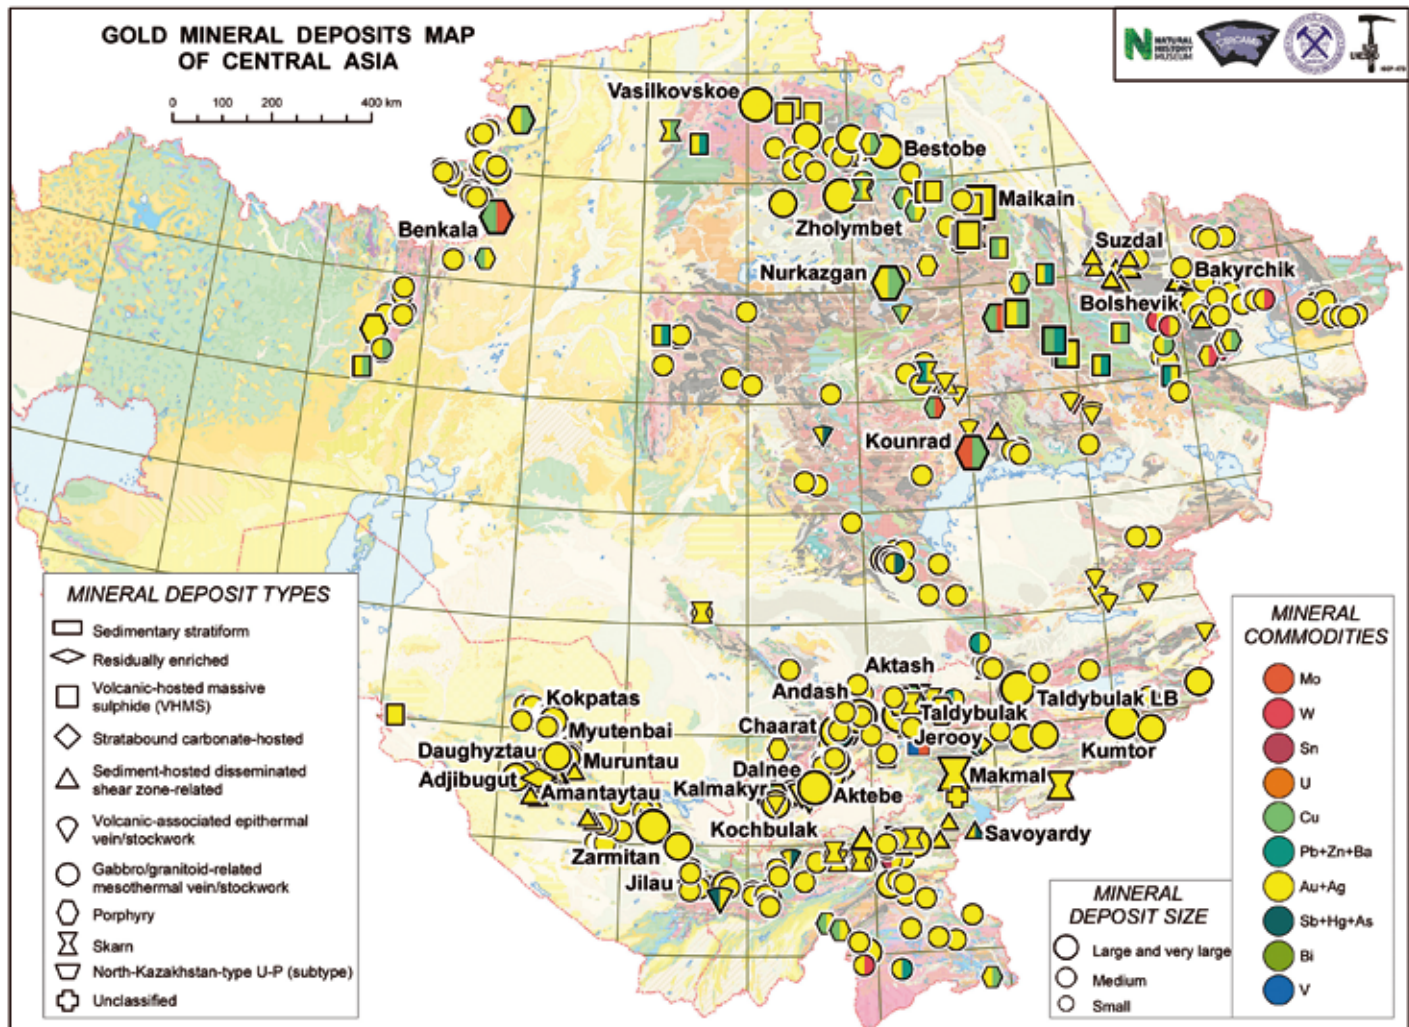 GOLD MINERAL DEPOSITS MAP
OF CENTRAL ASIA
0 100 200 400 km
NATURAL
HISTORY
MUSEUM
CERCAMS
Vasilkovskoe
Bestobe
Benkala
Zholymbet
Maikain
Suzdal
Nurkazgan
Bakyrchik
Bolshevik
Kounrad
Aktash
Andash
Taldybulak LB
Kokpatas
Chaarat
Taldybulak
Myutenbai
Jerooy
Kumtor
Daughyztau
Muruntau
Dalnee
Makmal
Adjibugut
Kalmakyr
Amantaytau
Aktebe
Kochbulak
Savoyardy
Zarmitan
Jilau
MINERAL DEPOSIT TYPES
Sedimentary stratiform
Residually enriched
Volcanic-hosted massive
sulphide (VHMS)
Stratabound carbonate-hosted
Sediment-hosted disseminated
shear zone-related
Volcanic-associated epithermal
vein/stockwork
Gabbro/granitoid-related
mesothermal vein/stockwork
Porphyry
Skarn
North-Kazakhstan-type U-P (subtype)
Unclassified
MINERAL
DEPOSIT SIZE
Large and very large
Medium
Small
MINERAL
COMMODITIES
Mo
W
Sn
U
Cu
Pb+Zn+Ba
Au+Ag
Sb+Hg+As
Bi
V